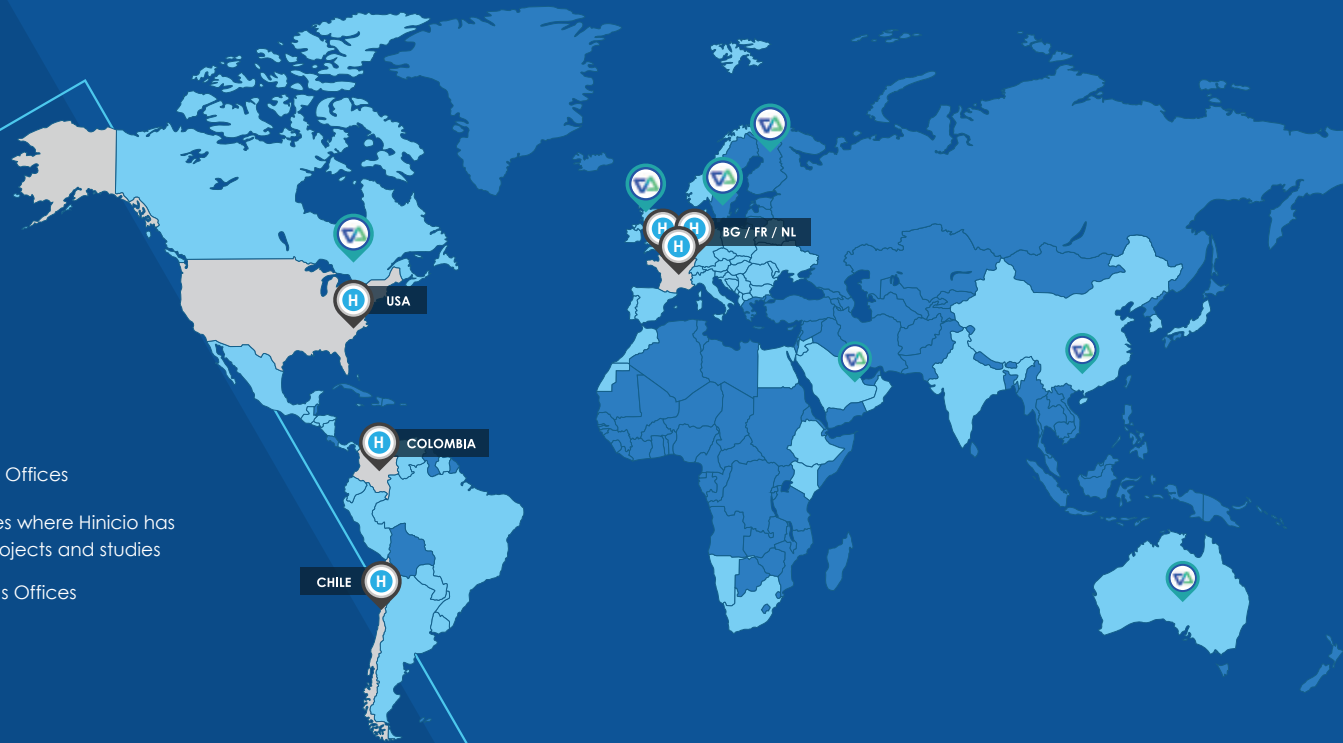 H
H
BG / FR / NL
H
H
USA
H
COLOMBIA
Offices
es where Hinicio has
ojects and studies
CHILE
H
s Offices